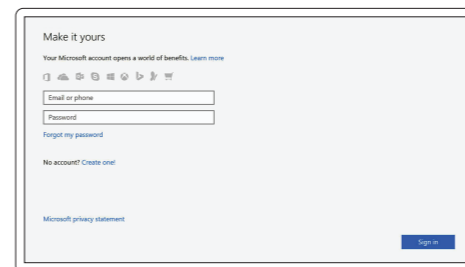 Make it yours
Your Microsoft account opens a world of benefits. Learn more
Email or phone
Password
Forgot my password
No account? Create one!
Microsoft privacy statement
Sign in